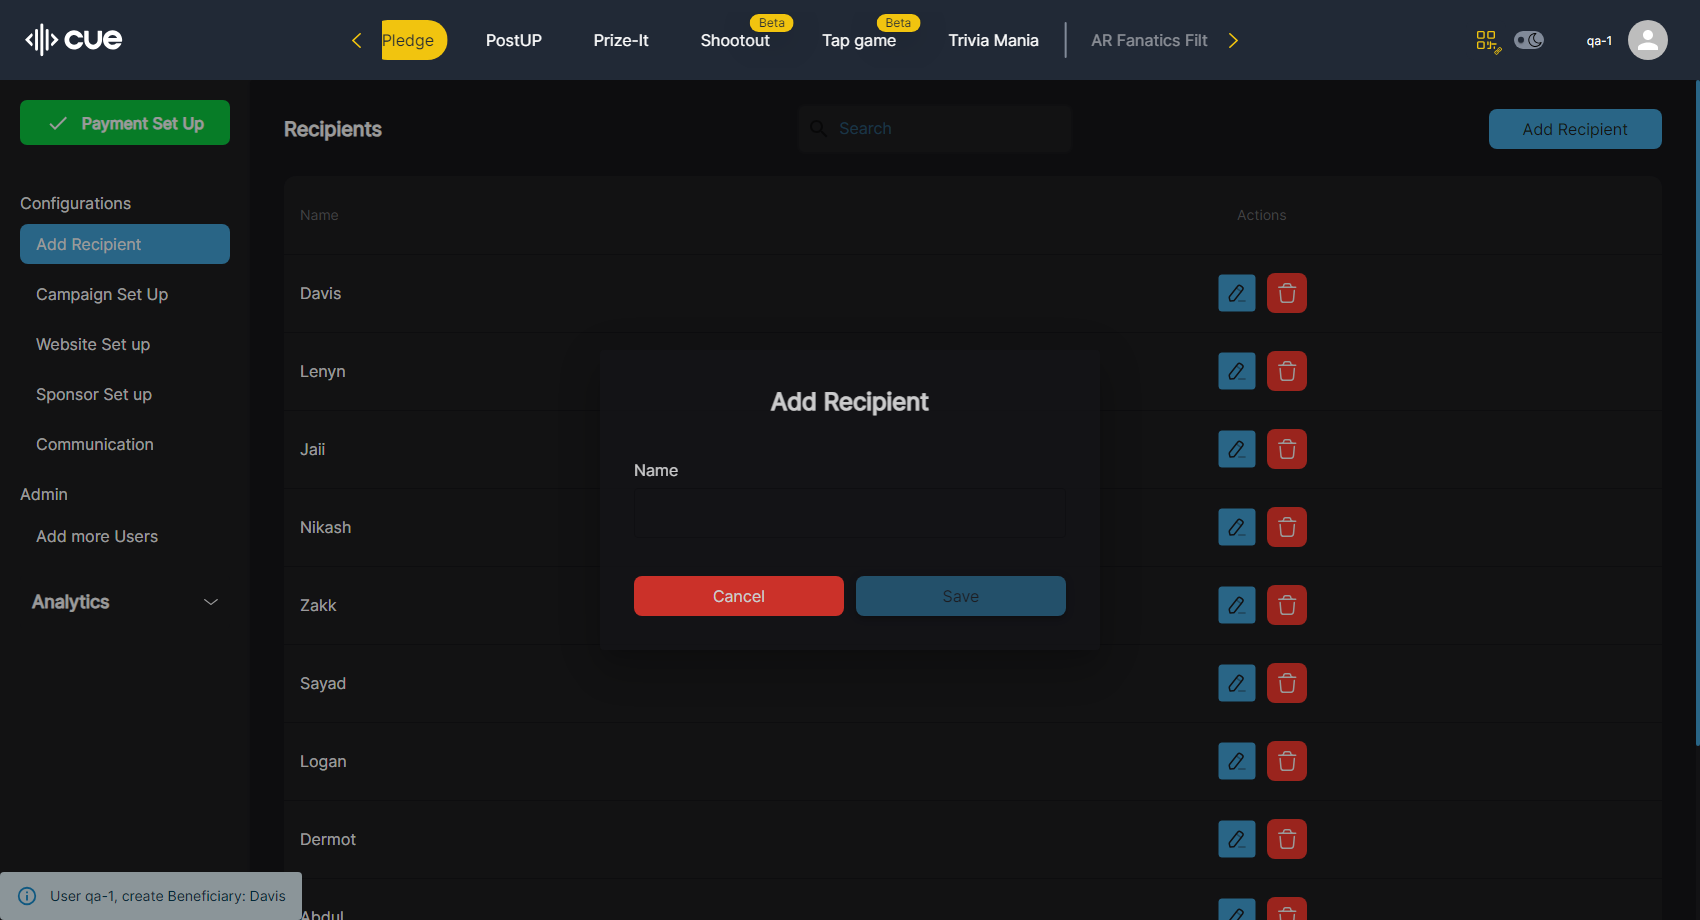 cue
Pledge
PostUP
Prize-It
Shootout
Beta
Tap game
Beta
Trivia Mania
AR Fanatics Filt
qa-1
Payment Set Up
Configurations
Add Recipient
Campaign Set Up
Website Set up
Sponsor Set up
Communication
Admin
Add more Users
Analytics
Recipients
Search
Add Recipient
Name
Actions
Davis
Lenyn
Jaii
Nikash
Zakk
Sayad
Logan
Dermot
Abdul
Add Recipient
Name
Cancel
Save
User qa-1, create Beneficiary: Davis